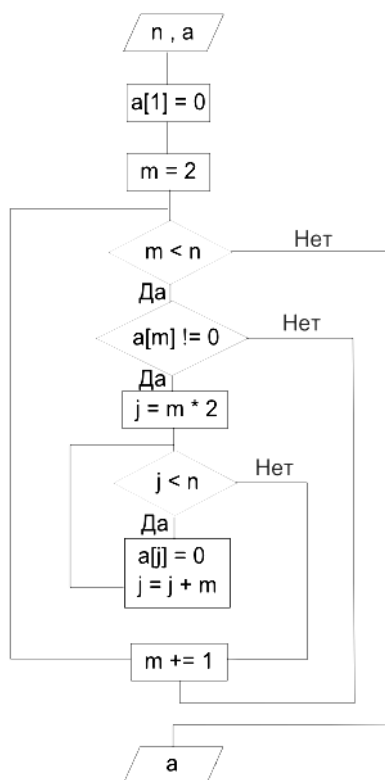 n , a
a[1] = 0
m = 2
m < n
Нет
Да
a[m] != 0
Нет
Да
j = m * 2
j < n
Нет
Да
a[j] = 0
j = j + m
m += 1
a